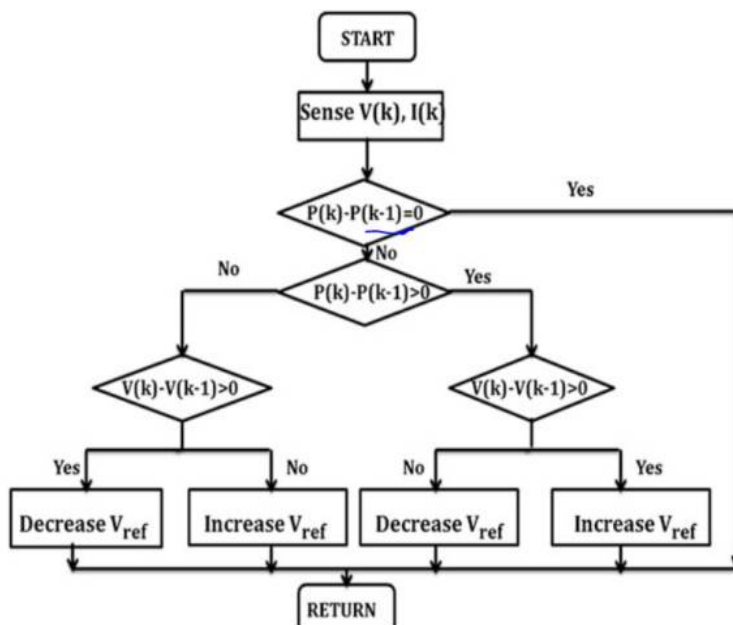 START
Sense V(k), I(k)
Yes
P(k)-P(k-1)=0
No
No
Yes
P(k)-P(k-1)>0
V(k)-V(k-1)>0
V(k)-V(k-1)>0
Yes
No
No
Yes
Decrease Vref
Increase Vref
Decrease Vref
Increase Vref
RETURN